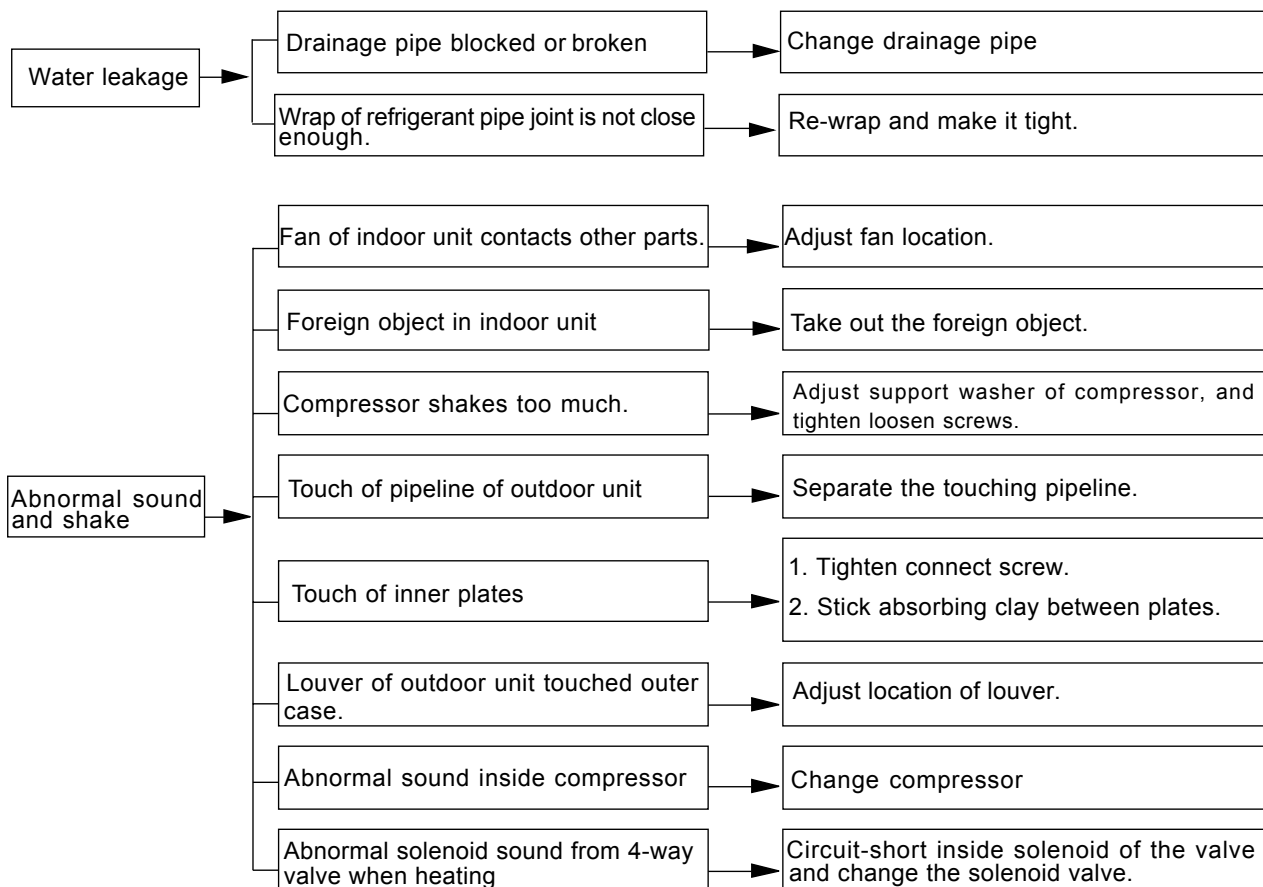 Water leakage
Drainage pipe blocked or broken
Change drainage pipe
Wrap of refrigerant pipe joint is not close
enough.
Re-wrap and make it tight.
Abnormal sound
and shake
Fan of indoor unit contacts other parts.
Adjust fan location.
Foreign object in indoor unit
Take out the foreign object.
Compressor shakes too much.
Adjust support washer of compressor, and
tighten loosen screws.
Touch of pipeline of outdoor unit
Separate the touching pipeline.
Touch of inner plates
1. Tighten connect screw.
2. Stick absorbing clay between plates.
Louver of outdoor unit touched outer
case.
Adjust location of louver.
Abnormal sound inside compressor
Change compressor
Abnormal solenoid sound from 4-way
valve when heating
Circuit-short inside solenoid of the valve
and change the solenoid valve.